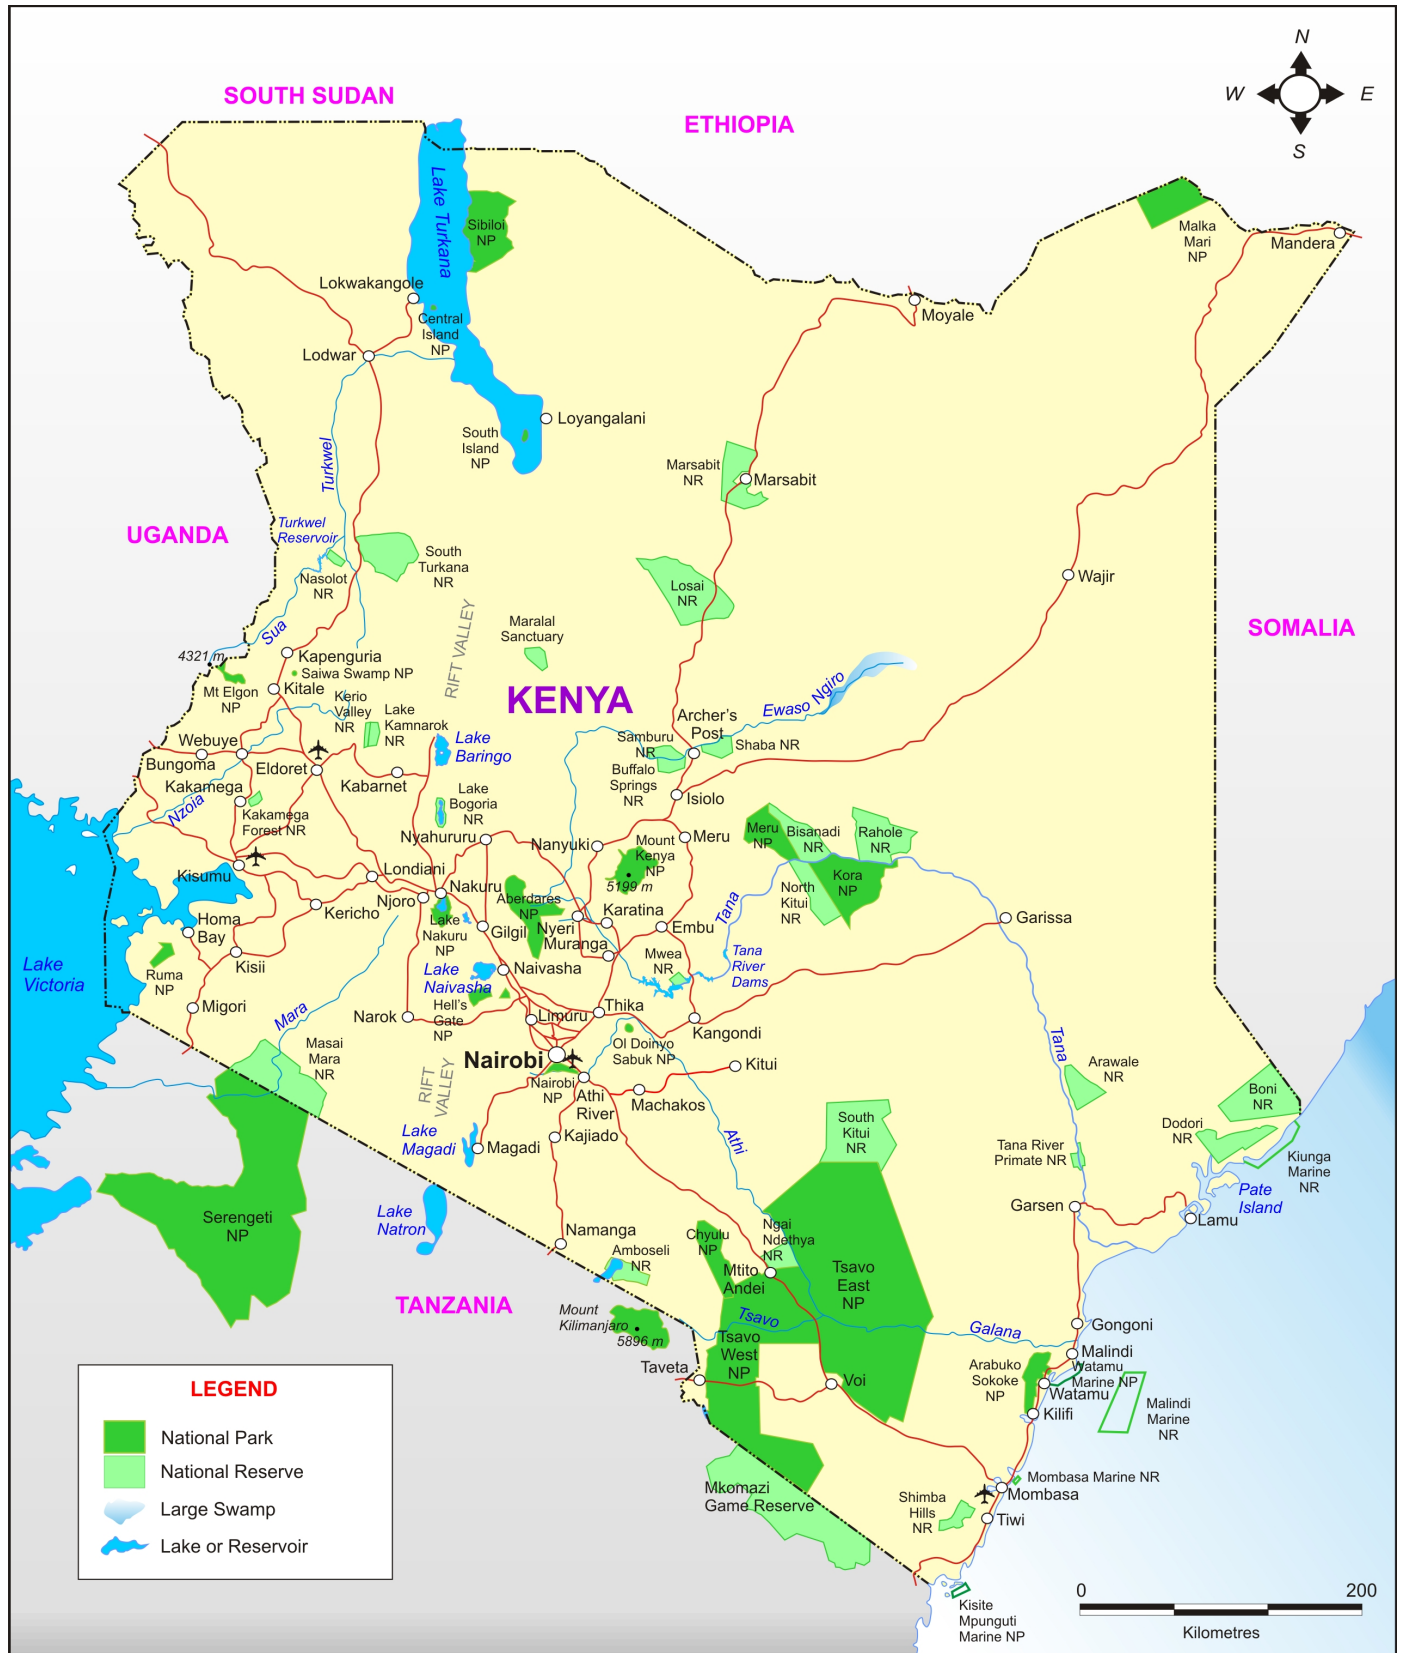 N
W
E
S
SOUTH SUDAN
ETHIOPIA
Lake Turkana
Sibiloi
NP
Malka
Mari
NP
Mandera
Lokwakangole
Central
Island
NP
Moyale
Lodwar
Loyangalani
South
Island
NP
Turkwel
Marsabit
NR
Marsabit
UGANDA
Turkwel
Reservoir
Nasolot
NR
South
Turkana
NR
Losai
NR
Wajir
SOMALIA
Sua
RIFT VALLEY
Maralal
Sanctuary
4321 m
Kapenguria
Saiwa Swamp NP
Mt Elgon
NP
Kitale
Kerio
Valley
NR
Lake
Kamnarok
NR
KENYA
Ewaso Ngiro
Archer's
Post
Samburu
NR
Shaba NR
Buffalo
Springs
NR
Isiolo
Webuye
Bungoma
Eldoret
Lake
Baringo
Kabarnet
Kakamega
Nzoia
Kakamega
Forest NR
Lake
Bogoria
NR
Nyahururu
Nanyuki
Mount
Kenya
NP
5199 m
Meru
Meru
NP
Bisanadi
NR
Rahole
NR
Kora
NP
North
Kitui
NR
Kisumu
Londiani
Nakuru
Njoro
Kericho
Lake
Nakuru
NP
Aberdares
NP
Gilgil
Nyeri
Karatina
Muranga
Embu
Tana
Garissa
Homa
Bay
Kisii
Ruma
NP
Migori
Lake
Victoria
Lake
Naivasha
Naivasha
Mwea
NR
Tana
River
Dams
Mara
Narok
Hell's
Gate
NP
Limuru
Thika
Kangondi
Tana
Masai
Mara
NR
RIFT
VALLEY
Nairobi
Nairobi
NP
Ol Doinyo
Sabuk NP
Kitui
Athi
River
Machakos
Arawale
NR
Boni
NR
Dodori
NR
Kiunga
Marine
NR
Lake
Magadi
Magadi
Kajiado
Athi
South
Kitui
NR
Tana River
Primate NR
Pate
Island
Garsen
Lamu
Serengeti
NP
Lake
Natron
Namanga
Amboseli
NR
Chyulu
NP
Ngai
Ndethya
NR
Mtito
Andei
Tsavo
East
NP
TANZANIA
Mount
Kilimanjaro
5896 m
Tsavo
Tsavo
West
NP
Galana
Gongoni
Malindi
Watamu
Marine NP
Watamu
Arabuko
Sokoke
NP
Kilifi
Malindi
Marine
NR
Taveta
Voi
Mkomazi
Game Reserve
Mombasa Marine NR
Mombasa
Shimba
Hills
NR
Tiwi
Kisite
Mpunguti
Marine NP
LEGEND
National Park
National Reserve
Large Swamp
Lake or Reservoir
0
200
Kilometres